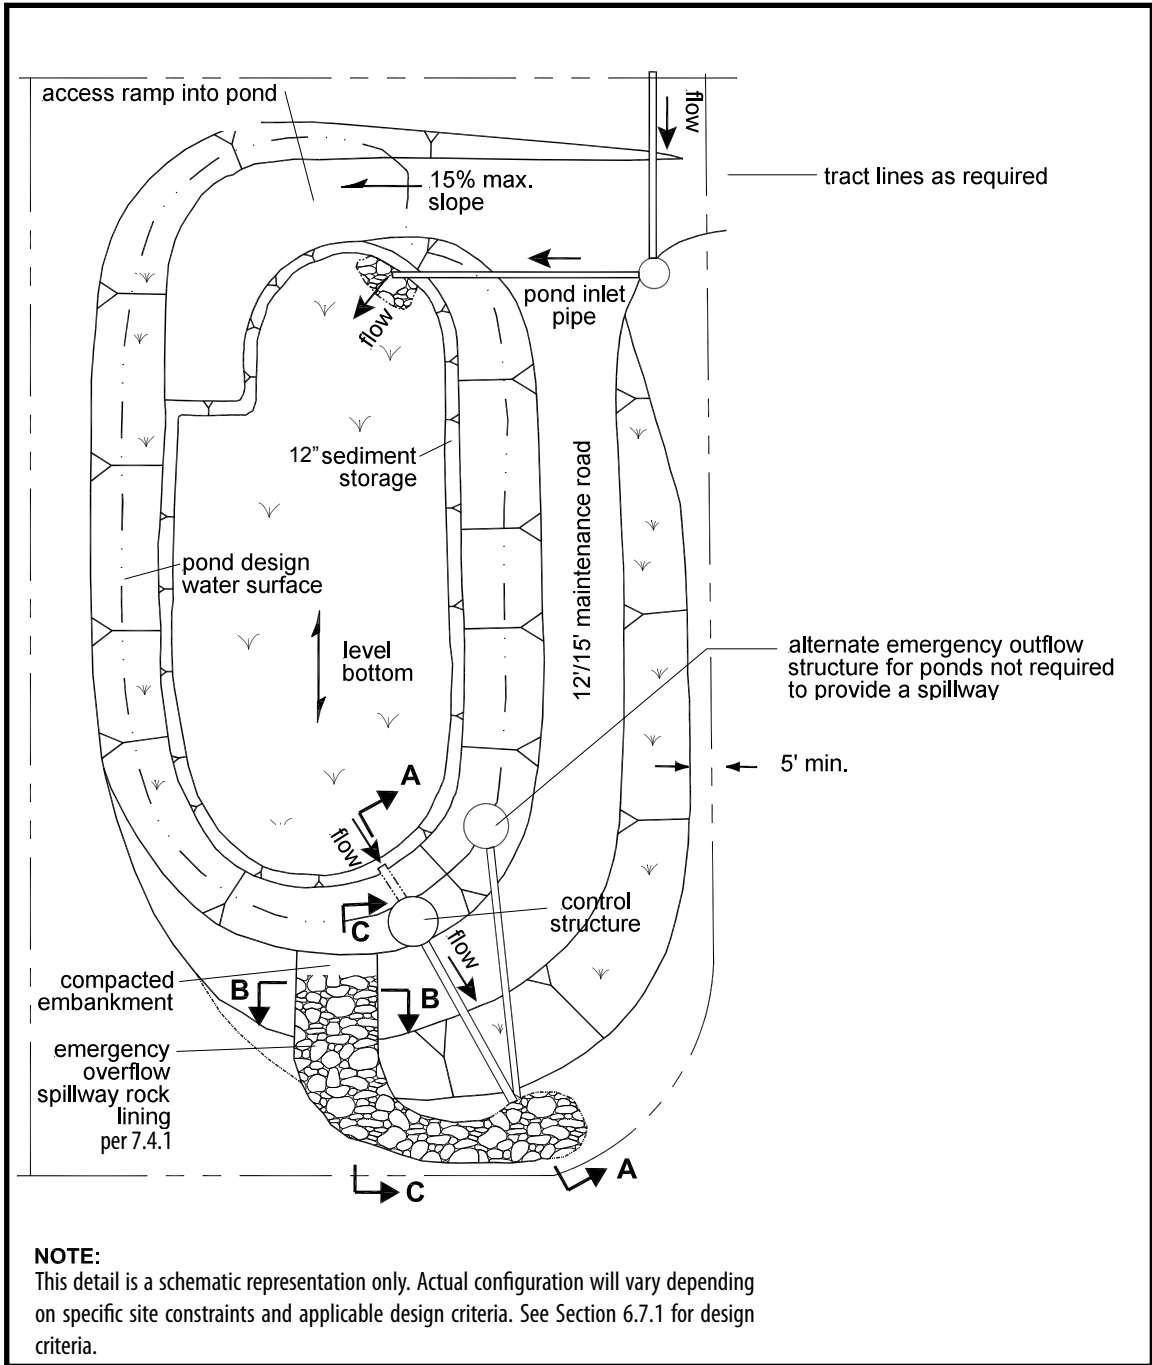 access ramp into pond
flow
15% max.
slope
tract lines as required
pond inlet
pipe
flow
12" sediment
storage
12'/15' maintenance road
pond design
water surface
level
bottom
alternate emergency outflow
structure for ponds not required
to provide a spillway
5' min.
A
flow
C
control
structure
flow
compacted
embankment
B
B
emergency
overflow
spillway rock
lining
per 7.4.1
C
A
NOTE:
This detail is a schematic representation only. Actual configuration will vary depending
on specific site constraints and applicable design criteria. See Section 6.7.1 for design
criteria.